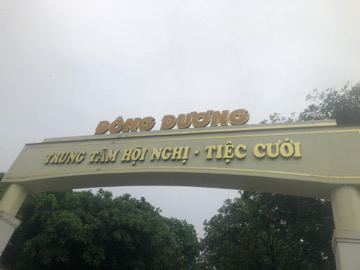 ĐÔNG DƯƠNG
TRUNG TÂM HỘI NGHỊ - TIỆC CƯỚI